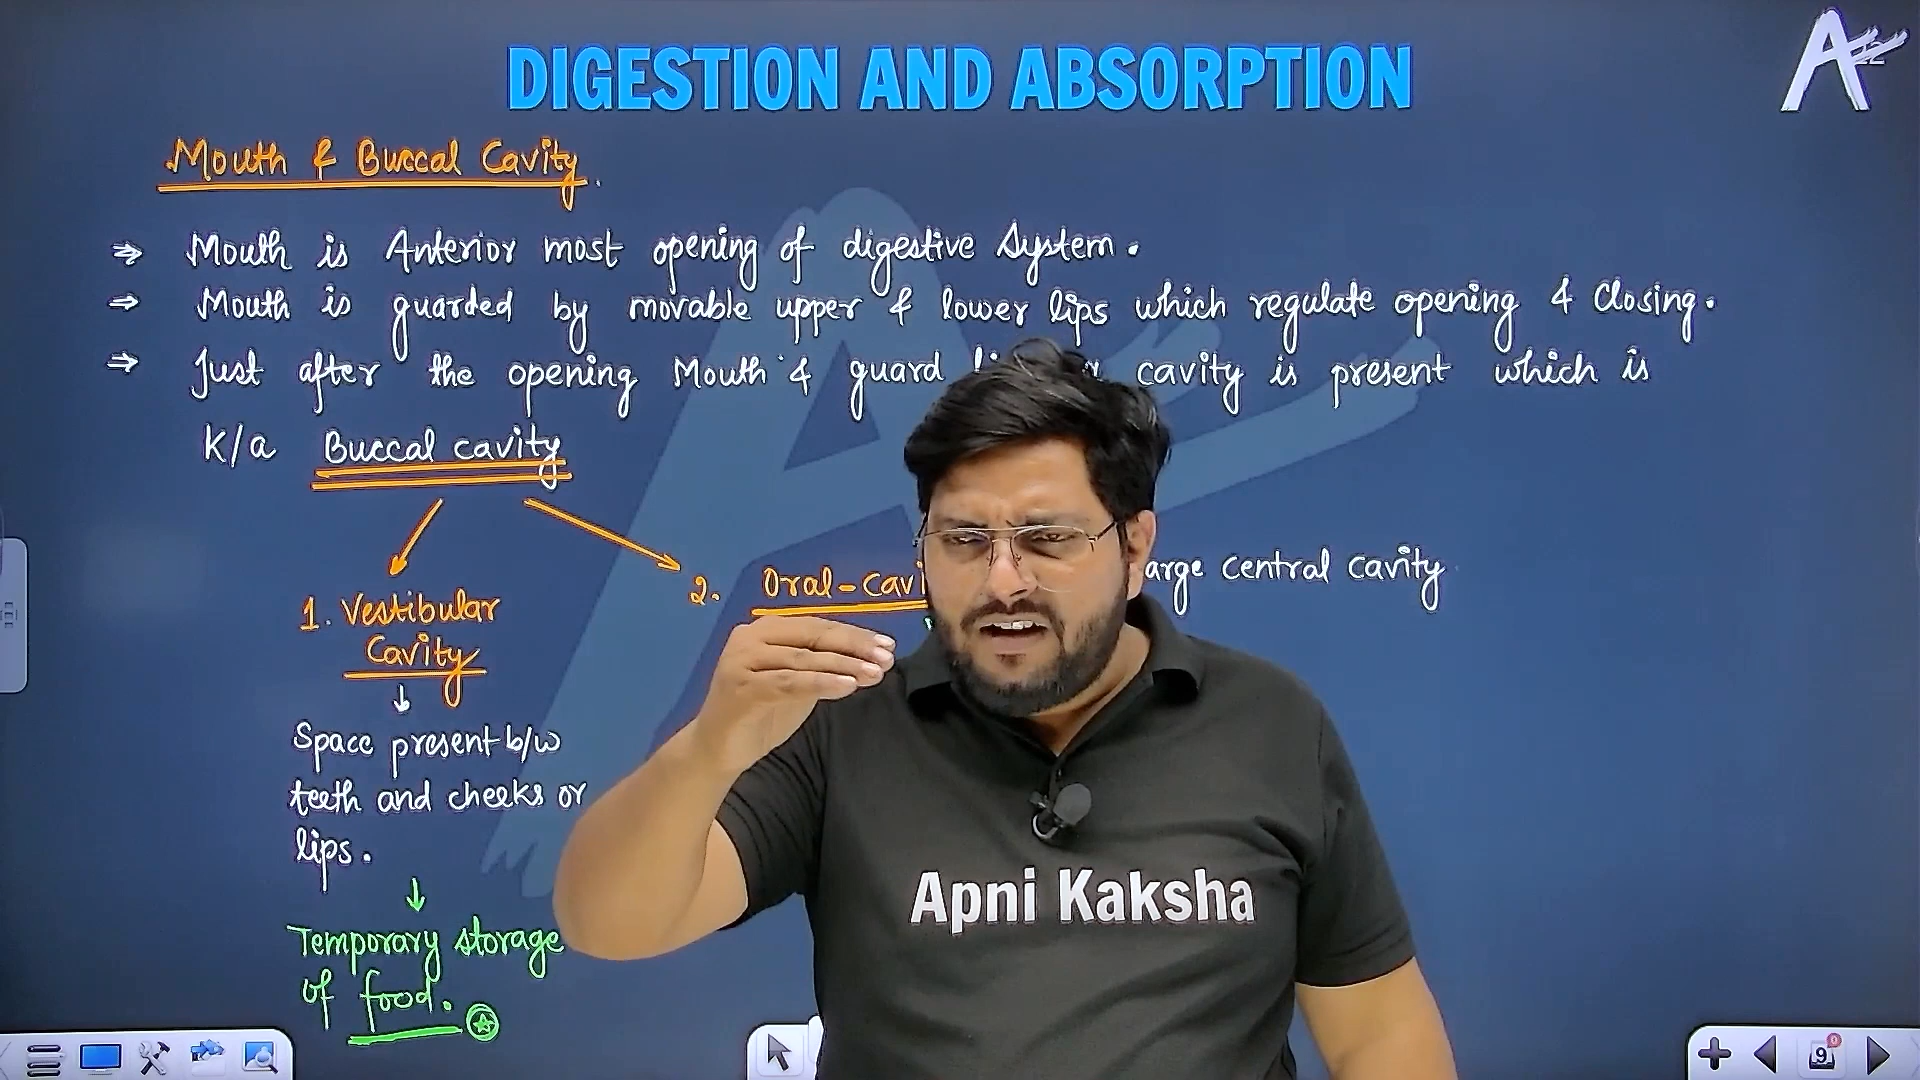 DIGESTION AND ABSORPTION
Mouth & Buccal Cavity.
⇒ Mouth is Anterior most opening of digestive System.
⇒ Mouth is guarded by movable upper & lower lips which regulate opening & Closing.
⇒ Just after the opening Mouth & guard cavity is present which is
K/a Buccal cavity
1. Vestibular
Cavity
↓
Space present b/w
teeth and cheeks or
lips.
↓
Temporary storage
of food.
2. Oral-cavi
arge central cavity
Apni Kaksha
9